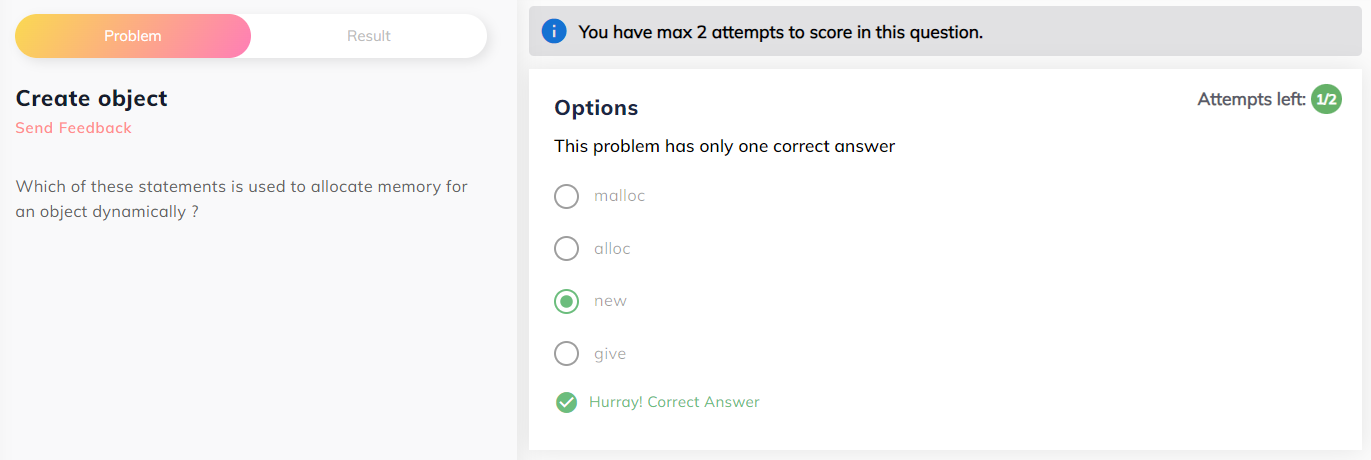 Problem
Result
Create object
Send Feedback
Which of these statements is used to allocate memory for
an object dynamically ?
You have max 2 attempts to score in this question.
Options
Attempts left: 1/2
This problem has only one correct answer
malloc
alloc
new
give
Hurray! Correct Answer